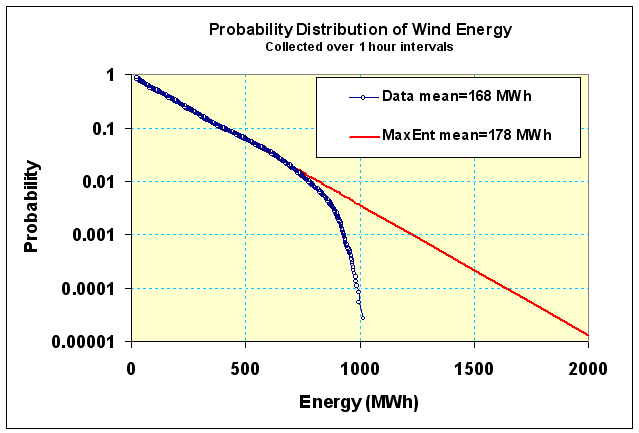 Probability Distribution of Wind Energy
Collected over 1 hour intervals
Data mean=168 MWh
MaxEnt mean=178 MWh
Probability
1
0.1
0.01
0.001
0.0001
0.00001
0 500 1000 1500 2000
Energy (MWh)